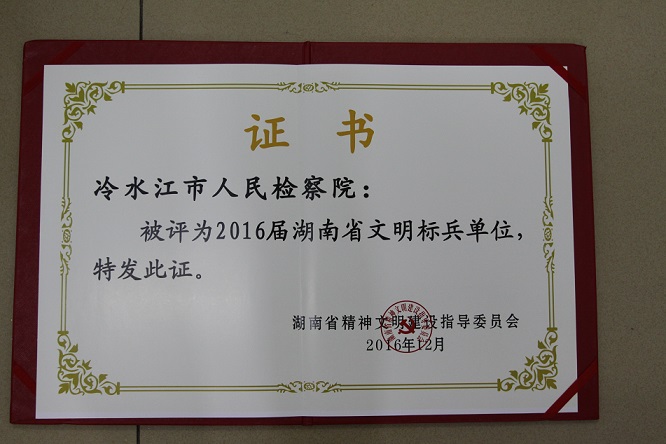 证 书
冷水江市人民检察院：
被评为2016届湖南省文明标兵单位，
特发此证。
湖南省精神文明建设指导委员会
2016年12月